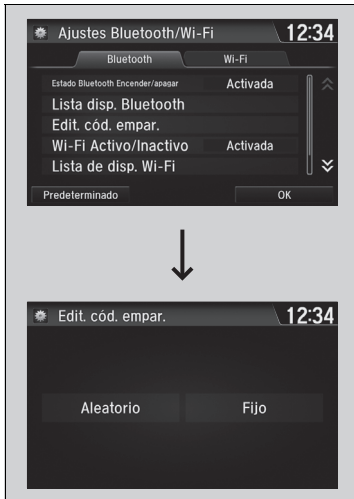 Ajustes Bluetooth/Wi-Fi 12:34
Bluetooth Wi-Fi
Estado Bluetooth Encender/apagar Activada
Lista disp. Bluetooth
Edit. cód. empar.
Wi-Fi Activo/Inactivo Activada
Lista de disp. Wi-Fi
Predeterminado OK
Edit. cód. empar. 12:34
Aleatorio Fijo